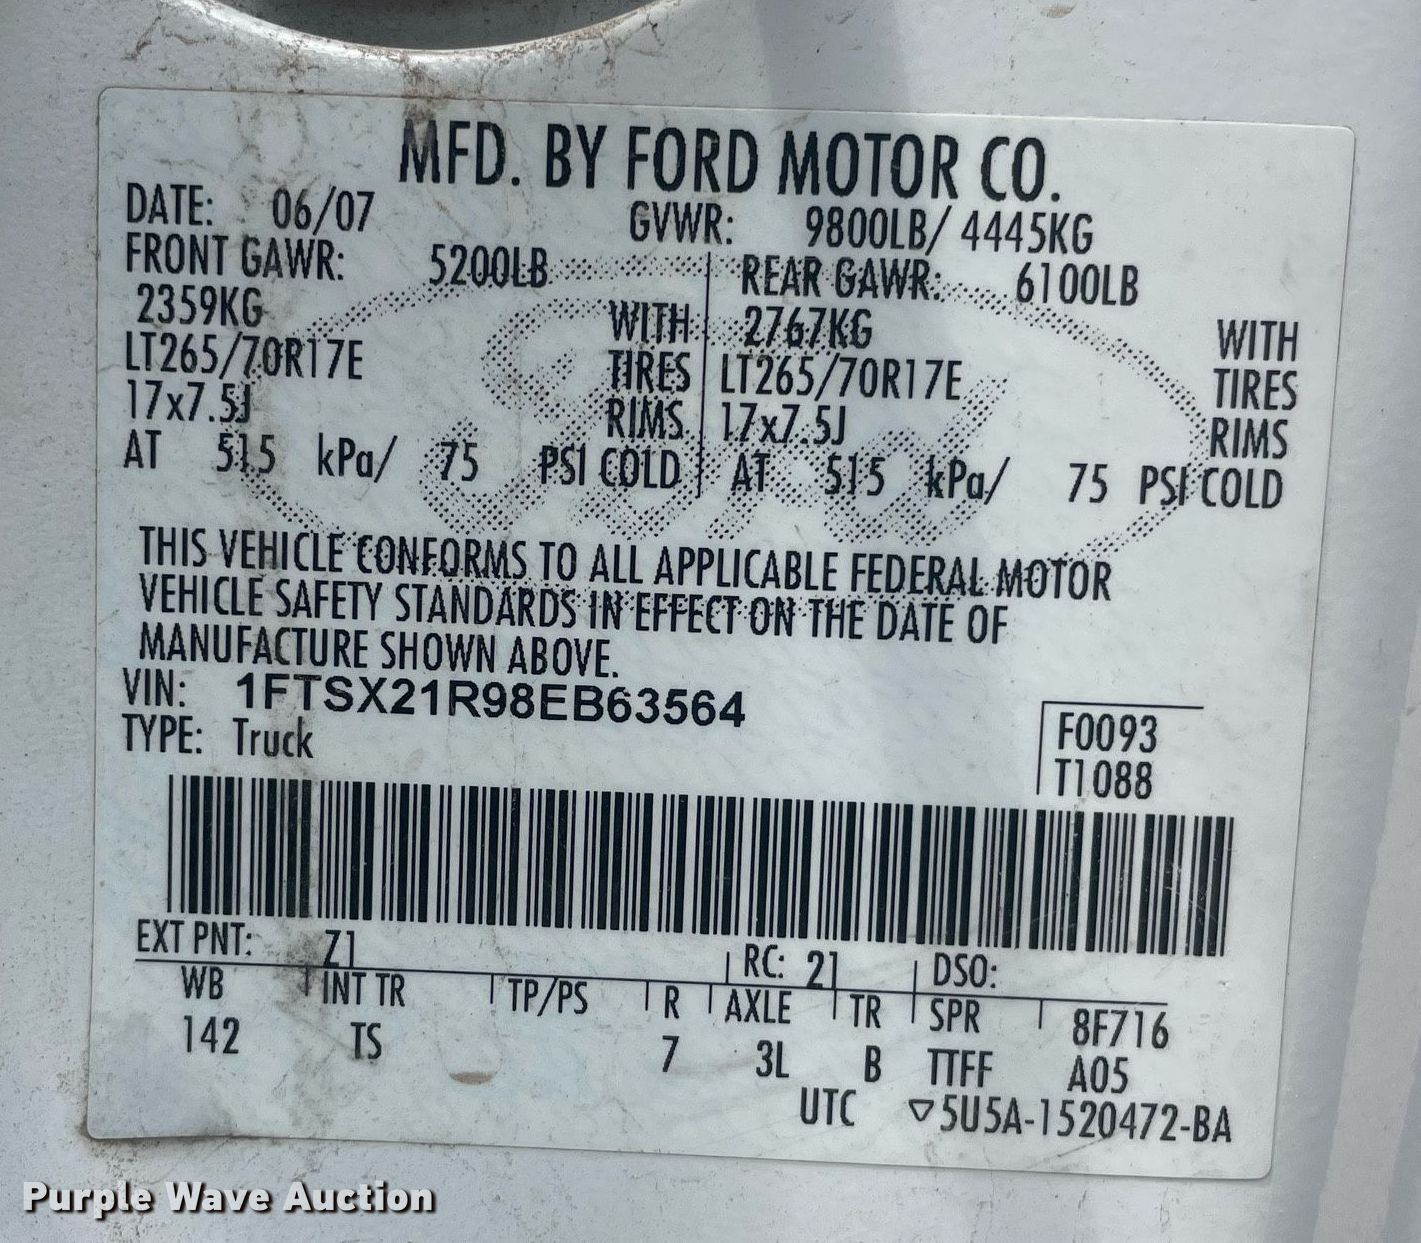 MFD. BY FORD MOTOR CO.
DATE: 06/07 GVWR: 9800LB/ 4445KG
FRONT GAWR: 5200LB REAR GAWR: 6100LB
2359KG WITH 2767KG WITH
LT265/70R17E TIRES LT265/70R17E TIRES
17x7.5J RIMS 17x7.5J RIMS
AT 515 kPa/ 75 PSI COLD AT 515 kPa/ 75 PSI COLD
THIS VEHICLE CONFORMS TO ALL APPLICABLE FEDERAL MOTOR
VEHICLE SAFETY STANDARDS IN EFFECT ON THE DATE OF
MANUFACTURE SHOWN ABOVE.
VIN: 1FTSX21R98EB63564
TYPE: Truck
F0093
T1088
EXT PNT: Z1 RC: 21 DSO:
WB INT TR TP/PS R AXLE TR SPR 8F716
142 TS 7 3L B TTFF A05
UTC ▽5U5A-1520472-BA
Ford
Purple Wave Auction